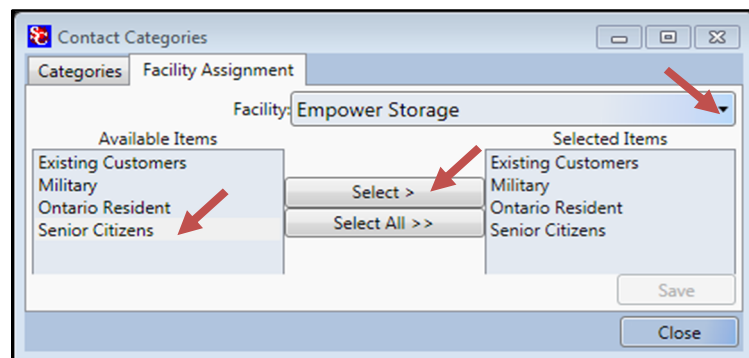 Contact Categories
Categories Facility Assignment
Facility: Empower Storage
Available Items
Existing Customers
Military
Ontario Resident
Senior Citizens
Select >
Select All >>
Selected Items
Existing Customers
Military
Ontario Resident
Senior Citizens
Save
Close